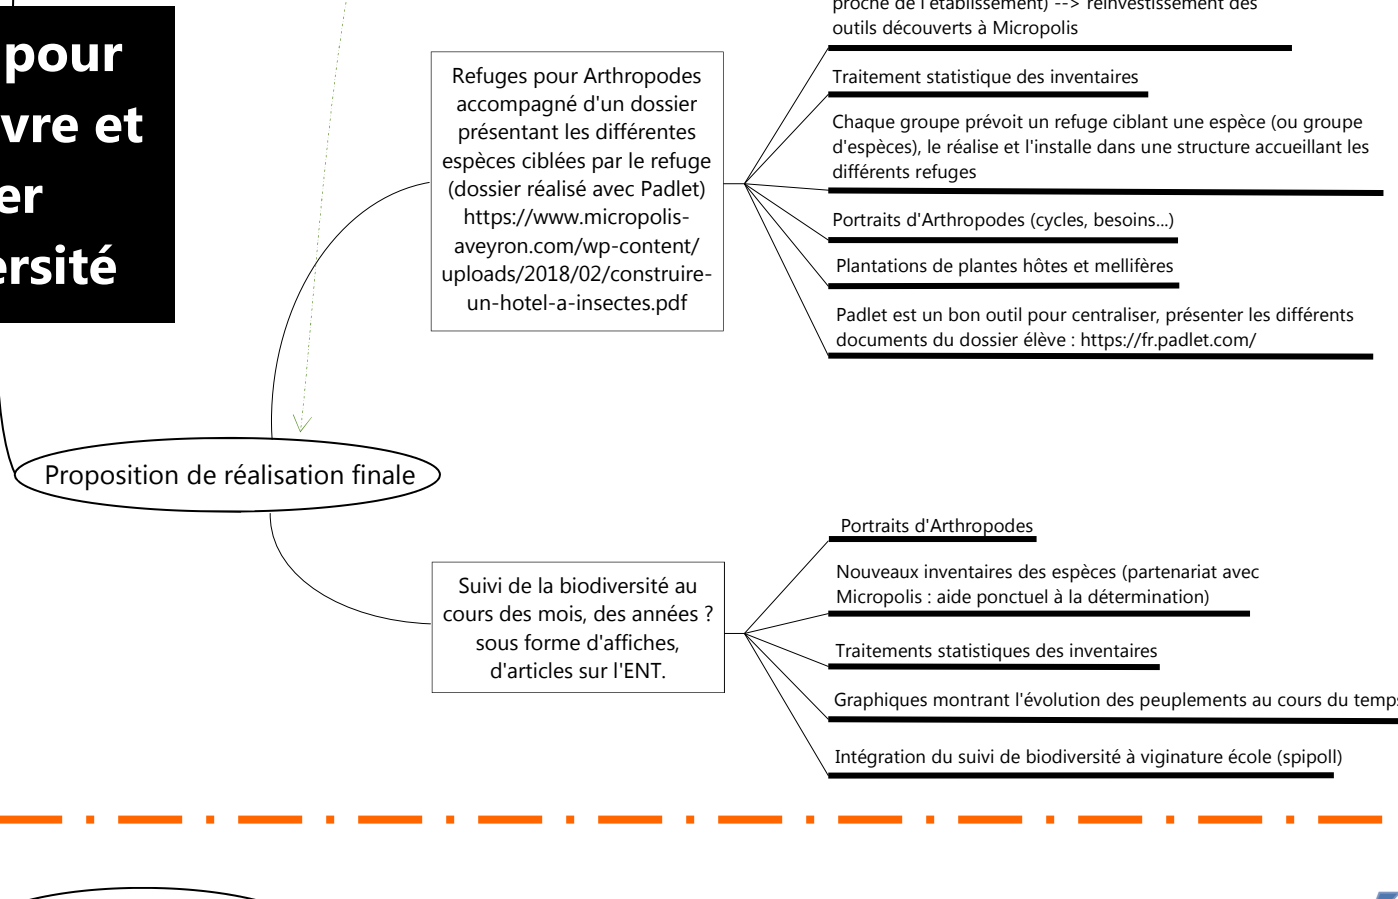 pour
vre et
er
ersité
Refuges pour Arthropodes
accompagné d'un dossier
présentant les différentes
espèces ciblées par le refuge
(dossier réalisé avec Padlet)
https://www.micropolis-
aveyron.com/wp-content/
uploads/2018/02/construire-
un-hotel-a-insectes.pdf
proche de l'établissement) --> réinvestissement des
outils découverts à Micropolis
Traitement statistique des inventaires
Chaque groupe prévoit un refuge ciblant une espèce (ou groupe
d'espèces), le réalise et l'installe dans une structure accueillant les
différents refuges
Portraits d'Arthropodes (cycles, besoins...)
Plantations de plantes hôtes et mellifères
Padlet est un bon outil pour centraliser, présenter les différents
documents du dossier élève : https://fr.padlet.com/
Proposition de réalisation finale
Suivi de la biodiversité au
cours des mois, des années ?
sous forme d'affiches,
d'articles sur l'ENT.
Portraits d'Arthropodes
Nouveaux inventaires des espèces (partenariat avec
Micropolis : aide ponctuel à la détermination)
Traitements statistiques des inventaires
Graphiques montrant l'évolution des peuplements au cours du temps
Intégration du suivi de biodiversité à viginature école (spipoll)